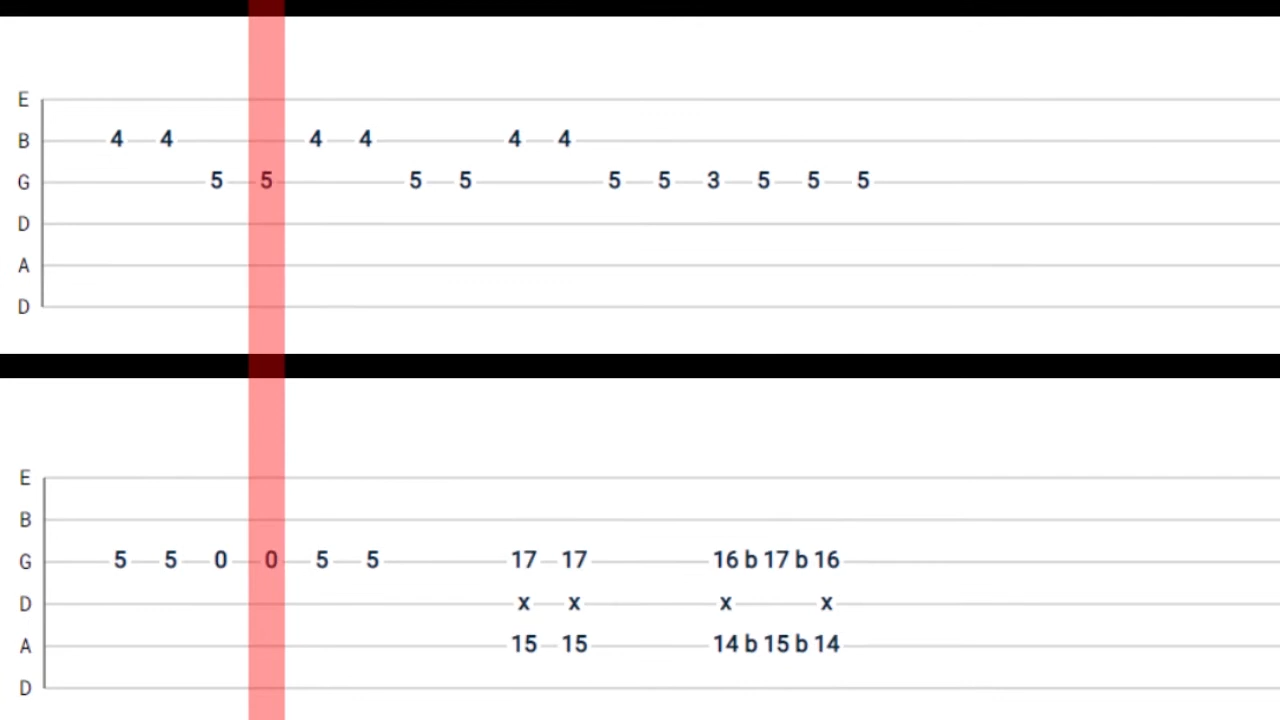 E
B 4 4 4 4 4 4
G 5 5 5 5 5 5 3 5 5 5
D
A
D
E
B
G 5 5 0 0 5 5 17 17 16 b 17 b 16
D x x x x
A 15 15 14 b 15 b 14
D